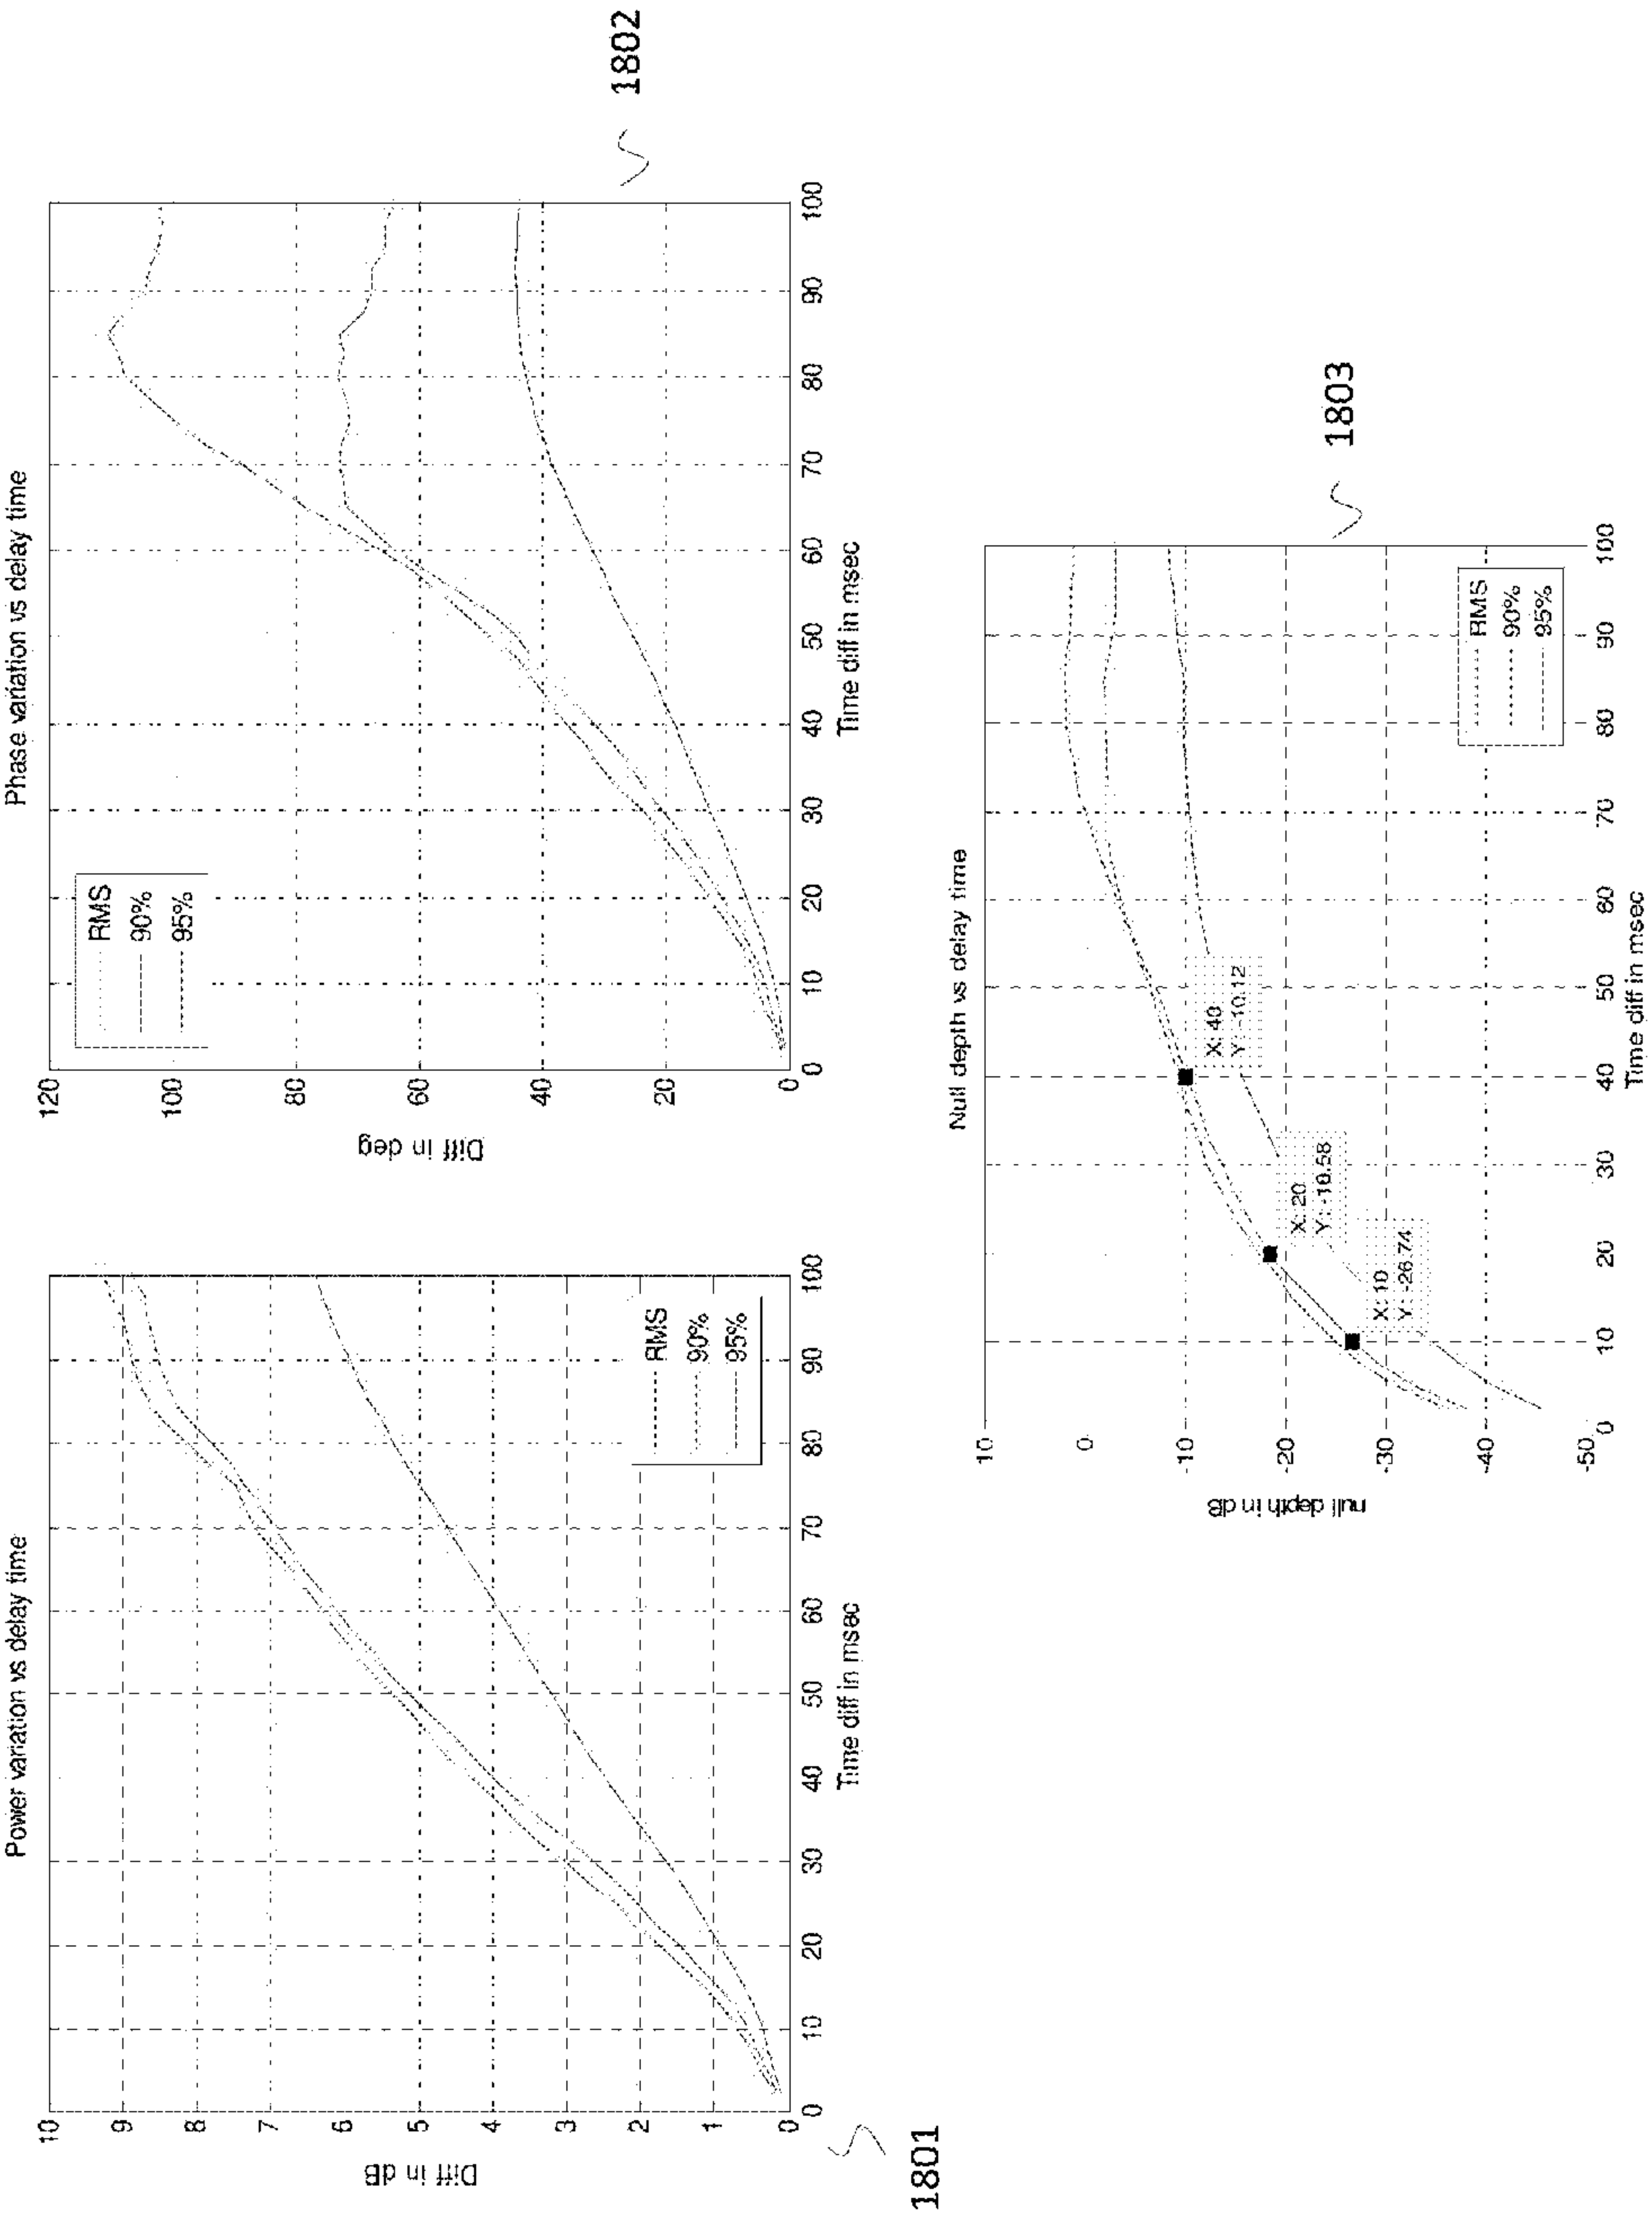 Power variation vs delay time
Diff in dB
10
9
8
7
6
5
4
3
2
1
0
0 10 20 30 40 50 60 70 80 90 100
Time diff in msec
RMS
90%
95%
1801
Phase variation vs delay time
Diff in deg
120
100
80
60
40
20
0
0 10 20 30 40 50 60 70 80 90 100
Time diff in msec
RMS
90%
95%
1802
Null depth vs delay time
null depth in dB
10
0
-10
-20
-30
-40
-50
0 10 20 30 40 50 60 70 80 90 100
Time diff in msec
X: 40
Y: -10.12
X: 20
X: 10
Y: -26.74
RMS
90%
95%
1803